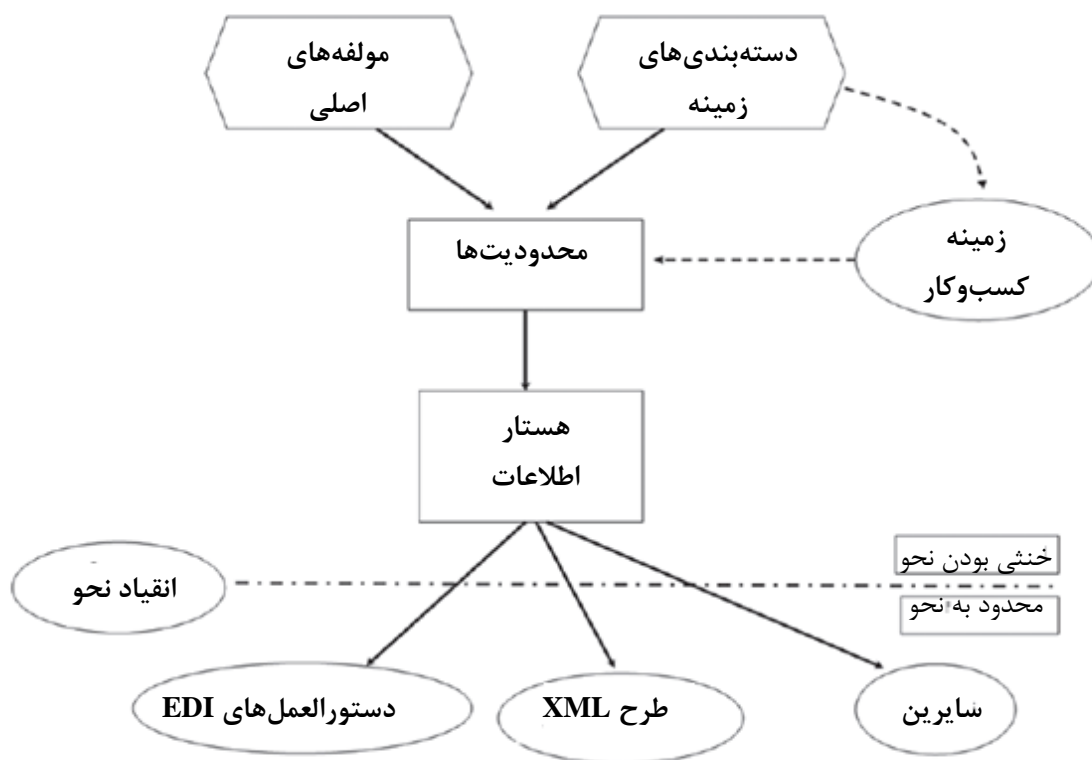 مولفه‌های
اصلی
دسته‌بندی‌های
زمینه
محدودیت‌ها
زمینه
کسب‌وکار
هستار
اطلاعات
خنثی بودن نحو
انقیاد نحو
محدود به نحو
دستورالعمل‌های EDI
طرح XML
سایرین